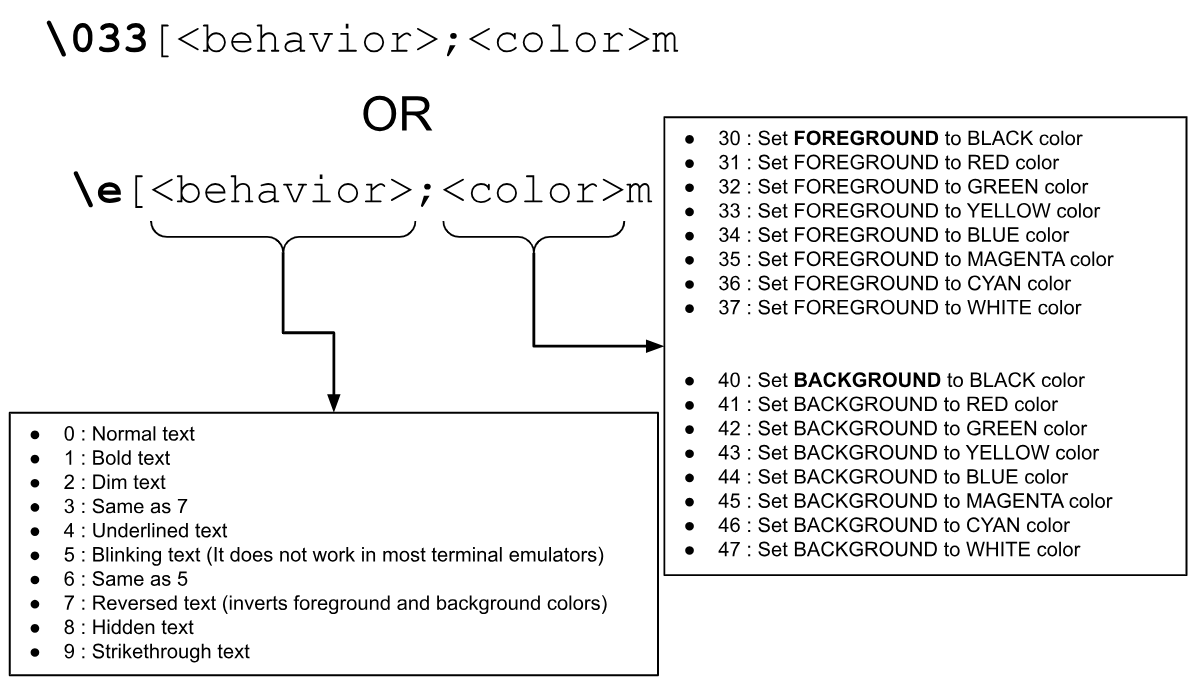 \033[<behavior>;<color>m
OR
\e[<behavior>;<color>m
● 30 : Set FOREGROUND to BLACK color
● 31 : Set FOREGROUND to RED color
● 32 : Set FOREGROUND to GREEN color
● 33 : Set FOREGROUND to YELLOW color
● 34 : Set FOREGROUND to BLUE color
● 35 : Set FOREGROUND to MAGENTA color
● 36 : Set FOREGROUND to CYAN color
● 37 : Set FOREGROUND to WHITE color
● 40 : Set BACKGROUND to BLACK color
● 41 : Set BACKGROUND to RED color
● 42 : Set BACKGROUND to GREEN color
● 43 : Set BACKGROUND to YELLOW color
● 44 : Set BACKGROUND to BLUE color
● 45 : Set BACKGROUND to MAGENTA color
● 46 : Set BACKGROUND to CYAN color
● 47 : Set BACKGROUND to WHITE color
● 0 : Normal text
● 1 : Bold text
● 2 : Dim text
● 3 : Same as 7
● 4 : Underlined text
● 5 : Blinking text (It does not work in most terminal emulators)
● 6 : Same as 5
● 7 : Reversed text (inverts foreground and background colors)
● 8 : Hidden text
● 9 : Strikethrough text